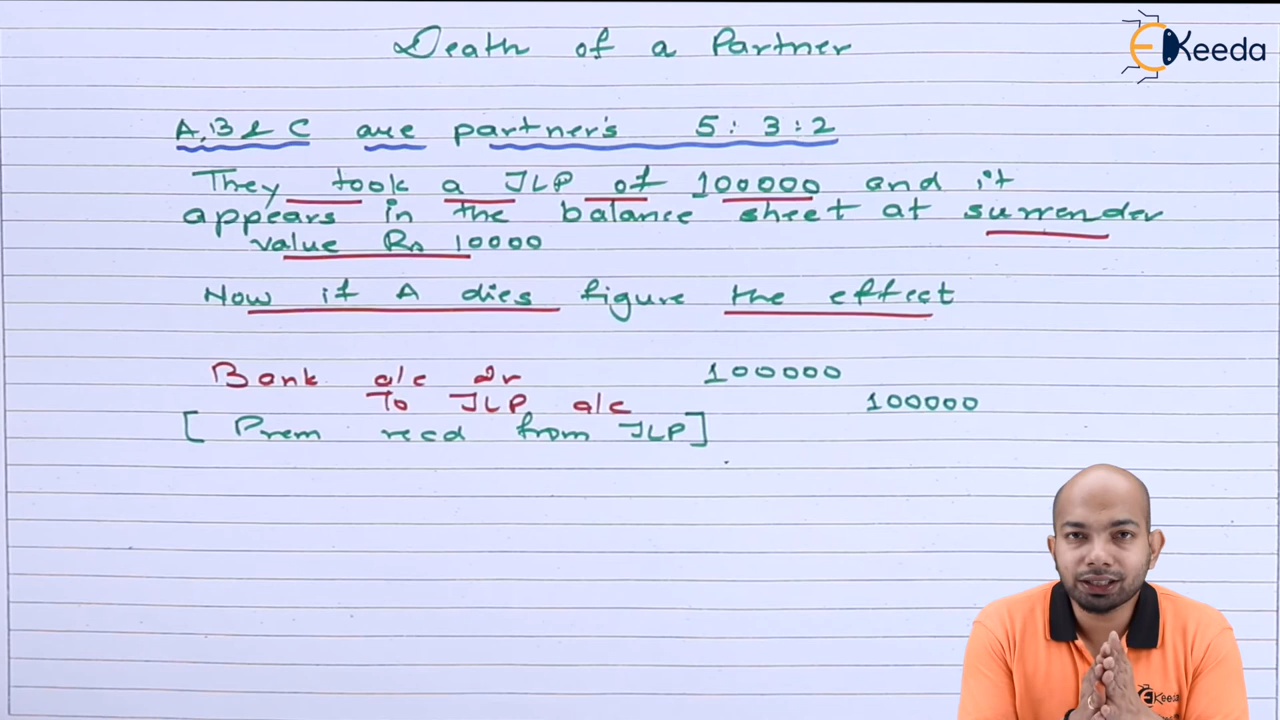 Death of a Partner
EKeeda
A, B & C are partner's 5 : 3 : 2
They took a JLP of 100000 and it
appears in the balance sheet at surrender
value Rs 10000
Now if A dies figure the effect
Bank a/c Dr 100000
To JLP a/c 100000
[ Prem recd from JLP ]
EKeeda